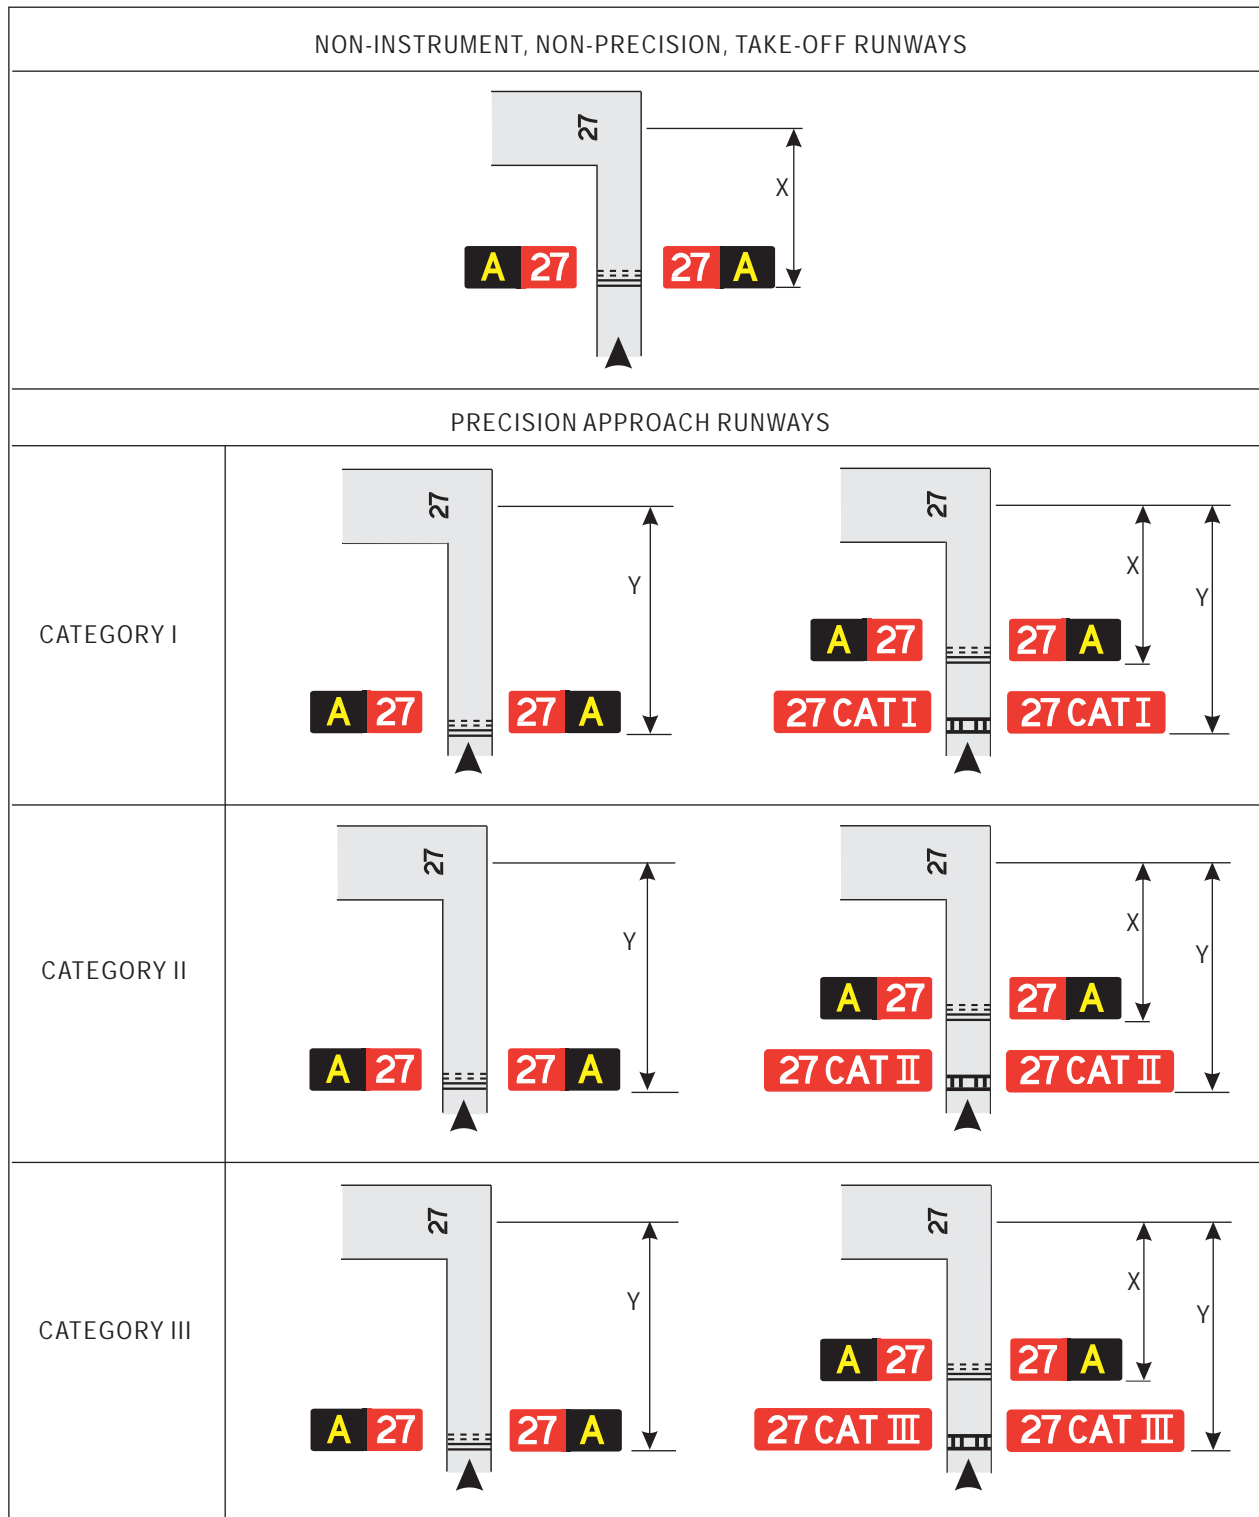 NON-INSTRUMENT, NON-PRECISION, TAKE-OFF RUNWAYS
27
X
A 27
27 A
PRECISION APPROACH RUNWAYS
CATEGORY I
27
Y
A 27
27 A
27
X
Y
A 27
27 A
27 CAT I
27 CAT I
CATEGORY II
27
Y
A 27
27 A
27
X
Y
A 27
27 A
27 CAT II
27 CAT II
CATEGORY III
27
Y
A 27
27 A
27
X
Y
A 27
27 A
27 CAT III
27 CAT III